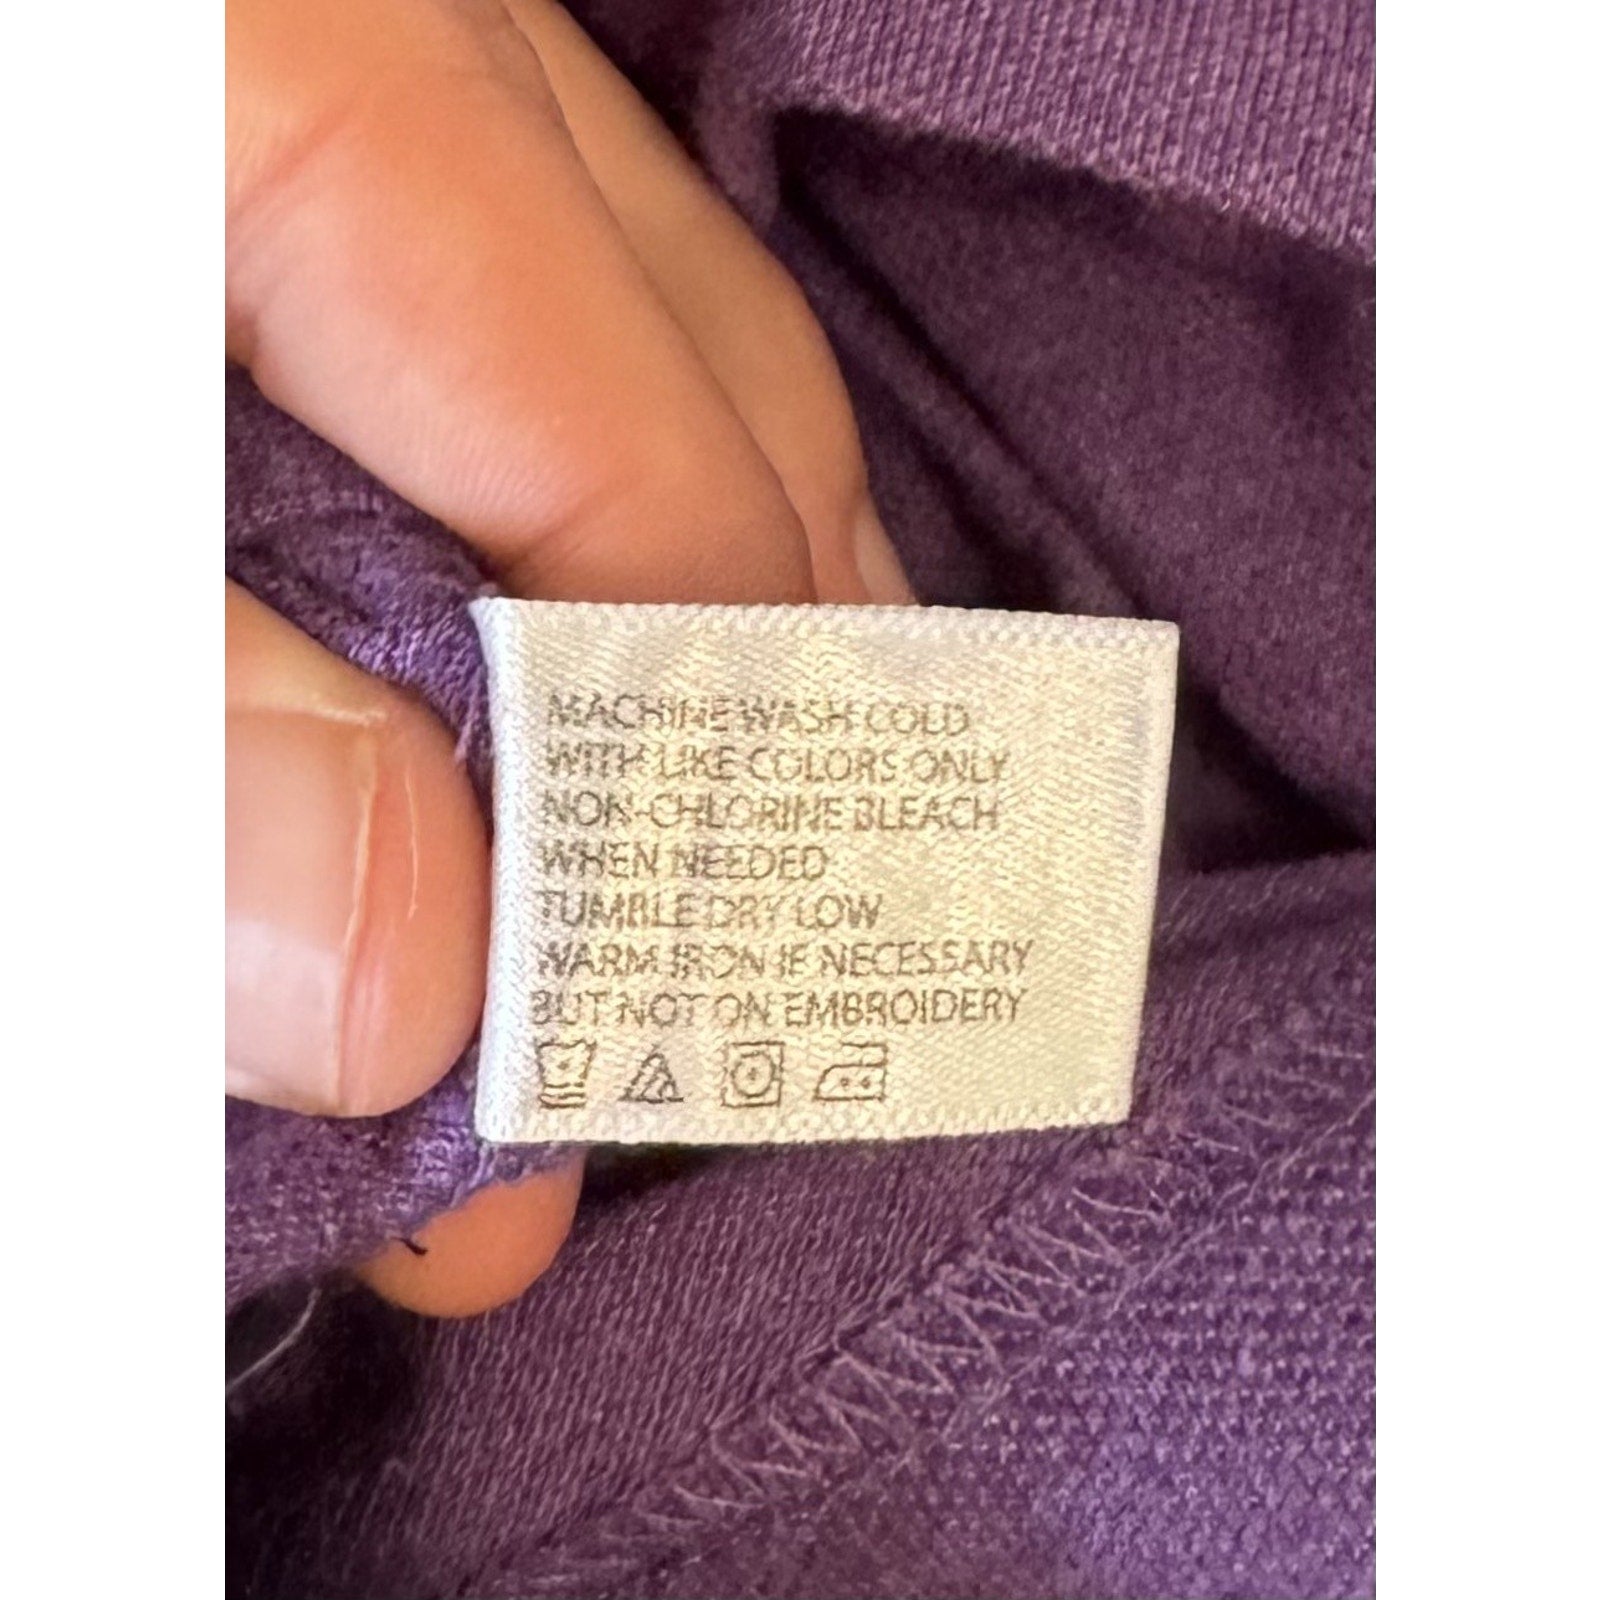 MACHINE WASH COLD
WITH LIKE COLORS ONLY
NON-CHLORINE BLEACH
WHEN NEEDED
TUMBLE DRY LOW
WARM IRON IF NECESSARY
BUT NOT ON EMBROIDERY